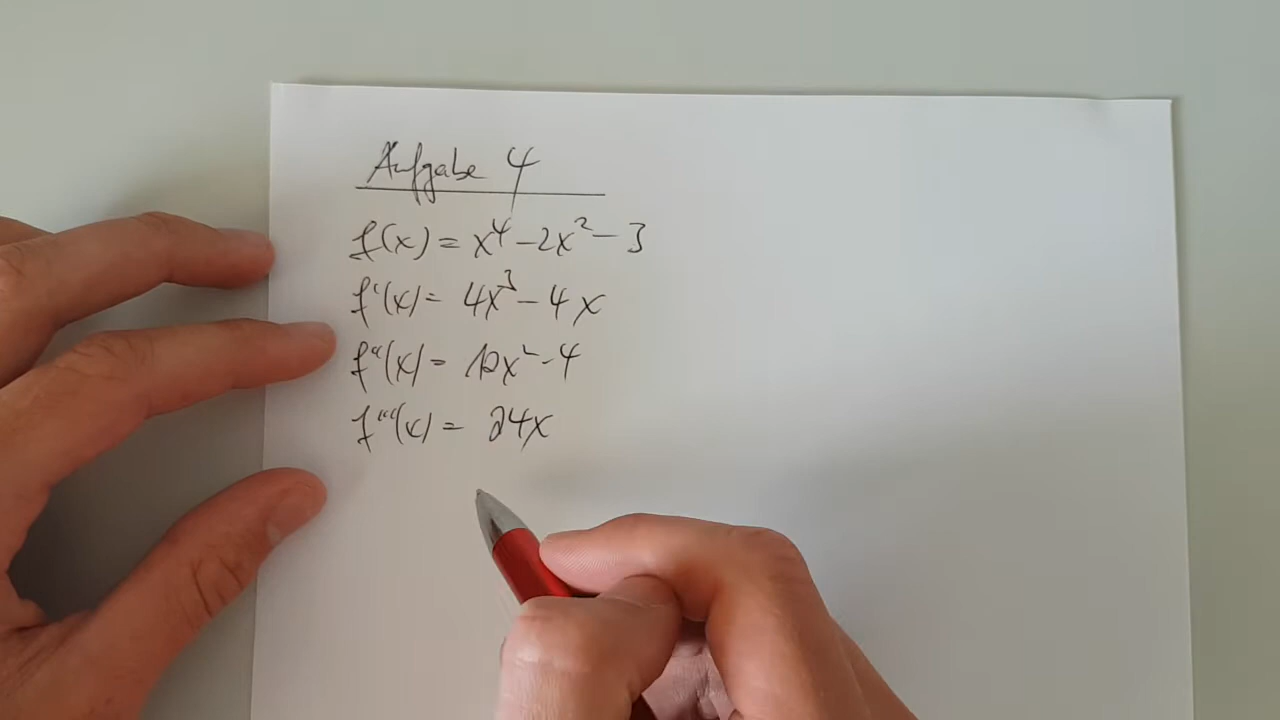 Aufgabe 4
f(x) = x⁴ - 2x² - 3
f'(x) = 4x³ - 4x
f''(x) = 12x² - 4
f'''(x) = 24x